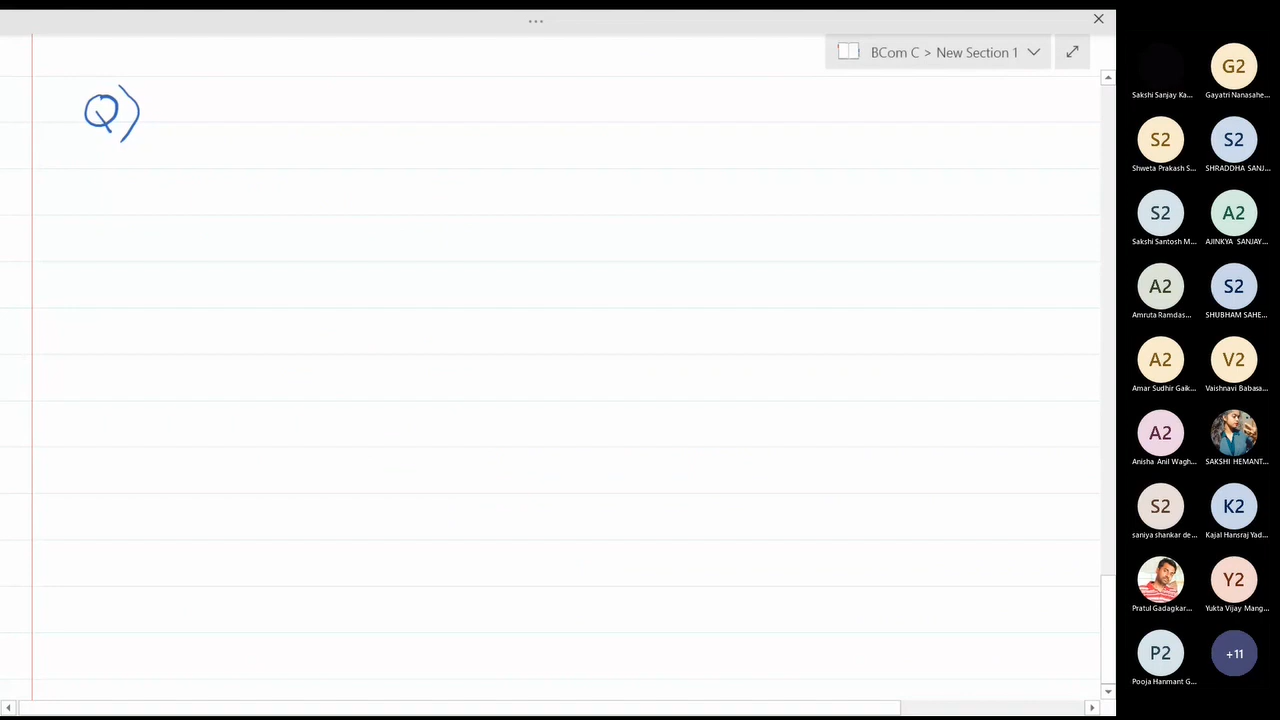 BCom C > New Section 1
Q)
Sakshi Sanjay Ka...
G2
Gayatri Nanasahe...
S2
Shweta Prakash S...
S2
SHRADDHA SANJ...
S2
Sakshi Santosh M...
A2
AJINKYA SANJAY...
A2
Amruta Ramdas...
S2
SHUBHAM SAHE...
A2
Amar Sudhir Gaik...
V2
Vaishnavi Babasa...
A2
Anisha Anil Wagh...
SAKSHI HEMANT...
S2
saniya shankar de...
K2
Kajal Hansraj Yad...
Pratul Gadagkar...
Y2
Yukta Vijay Mang...
P2
Pooja Hanmant G...
+11